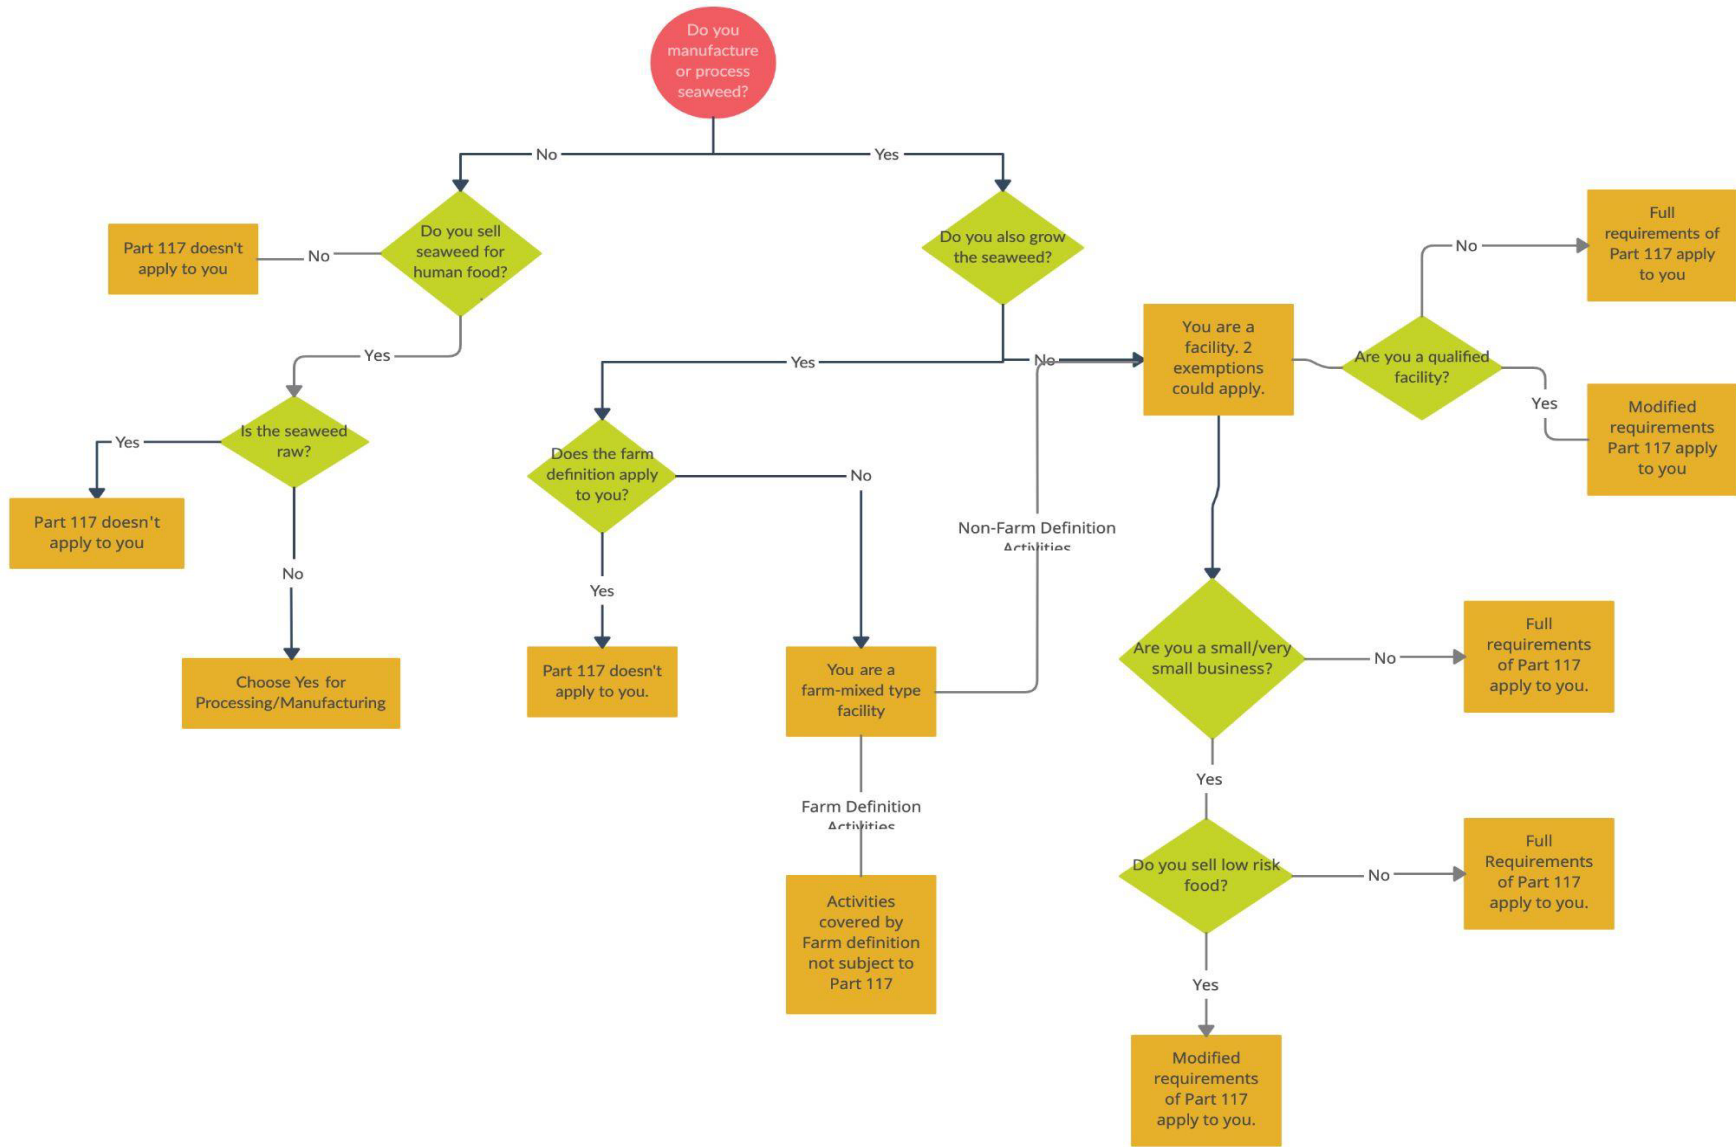 Do you
manufacture
or process
seaweed?
No
Yes
Do you sell
seaweed for
human food?
No
Part 117 doesn't
apply to you
Yes
Is the seaweed
raw?
Yes
Part 117 doesn't
apply to you
No
Choose Yes for
Processing/Manufacturing
Do you also grow
the seaweed?
Yes
No
Does the farm
definition apply
to you?
Yes
Part 117 doesn't
apply to you.
No
You are a
farm-mixed type
facility
Farm Definition
Activities
Activities
covered by
Farm definition
not subject to
Part 117
Non-Farm Definition
Activities
You are a
facility. 2
exemptions
could apply.
Are you a qualified
facility?
No
Full
requirements of
Part 117 apply
to you
Yes
Modified
requirements
Part 117 apply
to you
Are you a small/very
small business?
No
Full
requirements
of Part 117
apply to you.
Yes
Do you sell low risk
food?
No
Full
Requirements
of Part 117
apply to you.
Yes
Modified
requirements
of Part 117
apply to you.